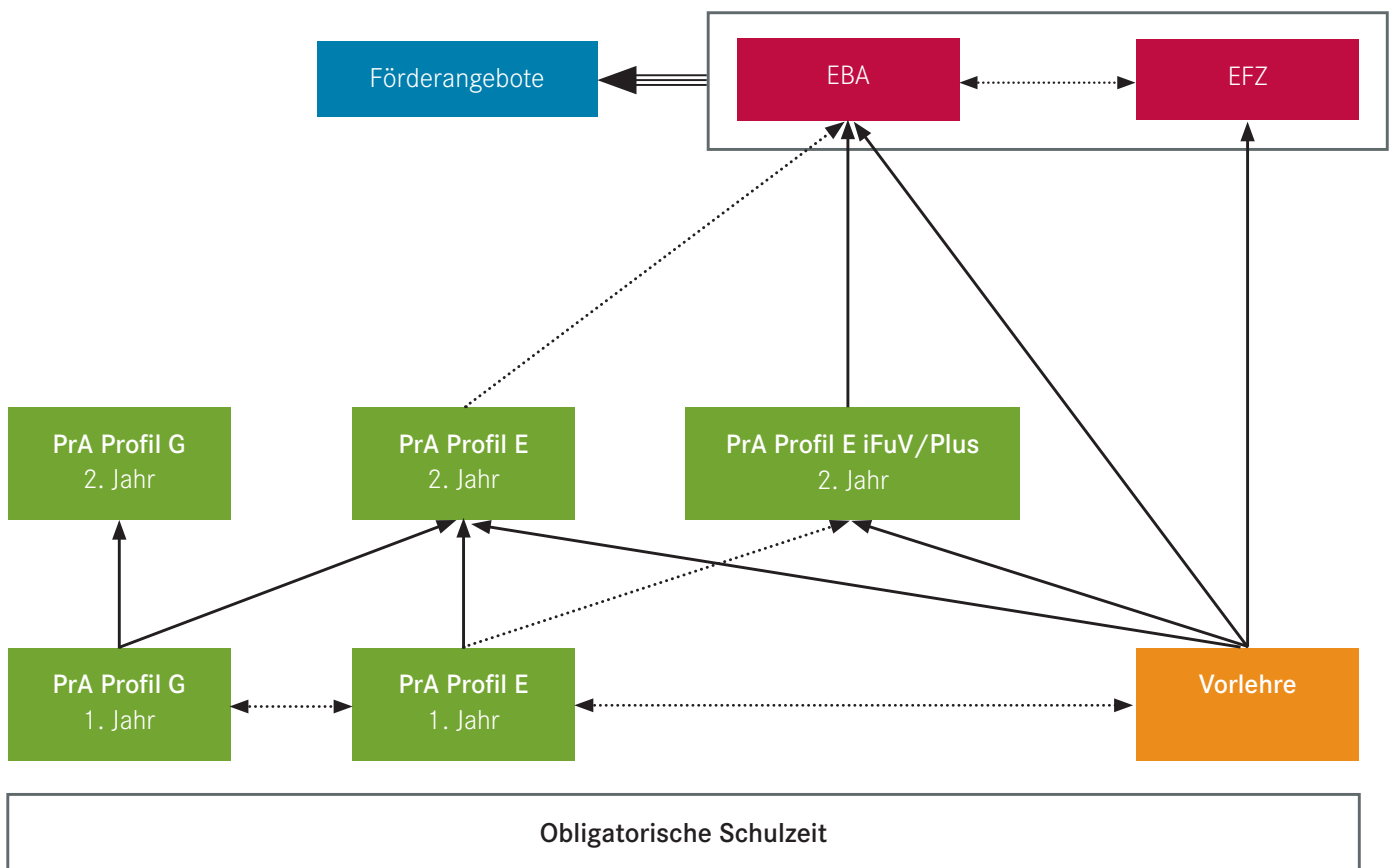 Förderangebote
EBA
EFZ
PrA Profil G
2. Jahr
PrA Profil E
2. Jahr
PrA Profil E iFuV/Plus
2. Jahr
PrA Profil G
1. Jahr
PrA Profil E
1. Jahr
Vorlehre
Obligatorische Schulzeit